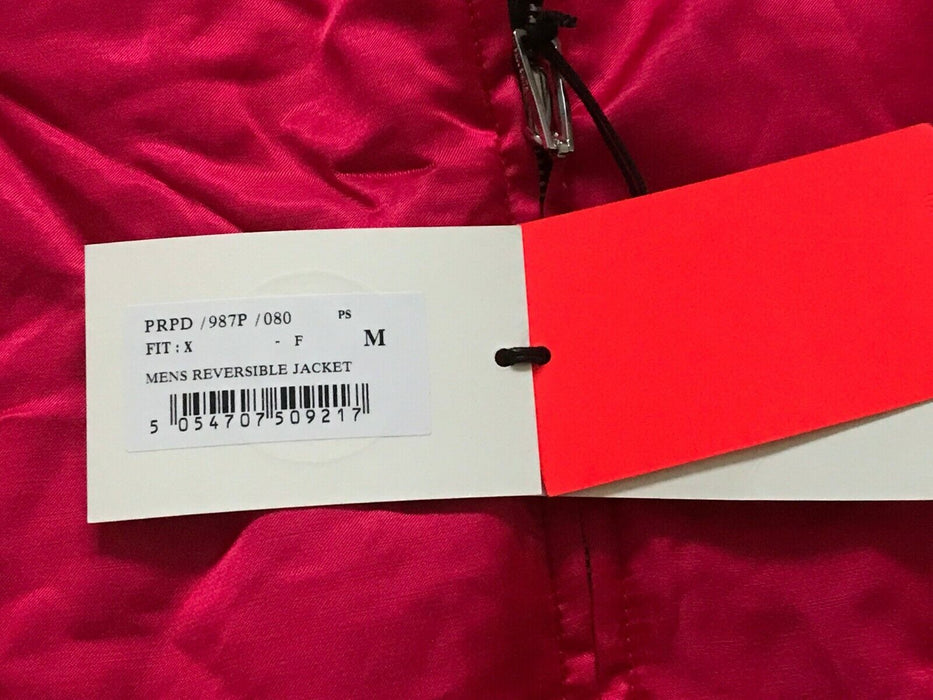 PRPD /987P /080 PS
FIT : X - F M
MENS REVERSIBLE JACKET
5 054707 509217